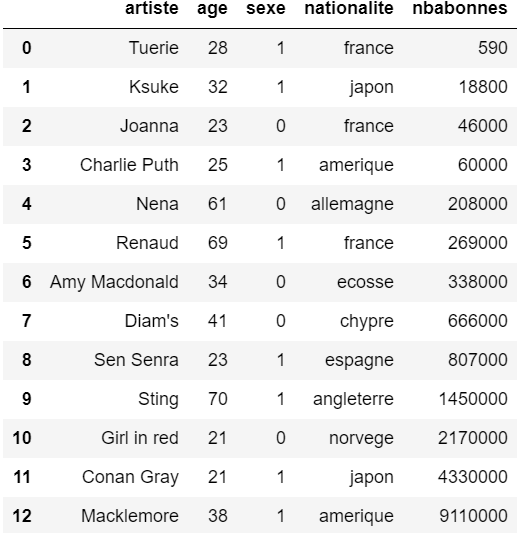 artiste age sexe nationalite nbabonnes
0 Tuerie 28 1 france 590
1 Ksuke 32 1 japon 18800
2 Joanna 23 0 france 46000
3 Charlie Puth 25 1 amerique 60000
4 Nena 61 0 allemagne 208000
5 Renaud 69 1 france 269000
6 Amy Macdonald 34 0 ecosse 338000
7 Diam's 41 0 chypre 666000
8 Sen Senra 23 1 espagne 807000
9 Sting 70 1 angleterre 1450000
10 Girl in red 21 0 norvege 2170000
11 Conan Gray 21 1 japon 4330000
12 Macklemore 38 1 amerique 9110000